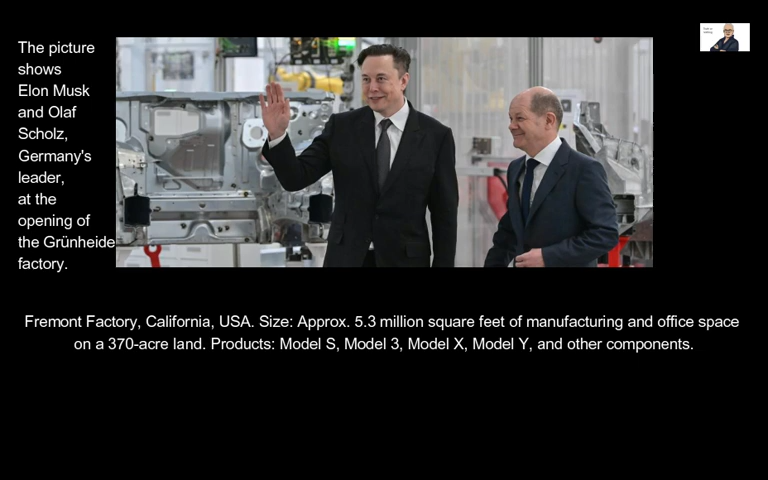 The picture
shows
Elon Musk
and Olaf
Scholz,
Germany's
leader,
at the
opening of
the Grünheide
factory.
Fremont Factory, California, USA. Size: Approx. 5.3 million square feet of manufacturing and office space
on a 370-acre land. Products: Model S, Model 3, Model X, Model Y, and other components.